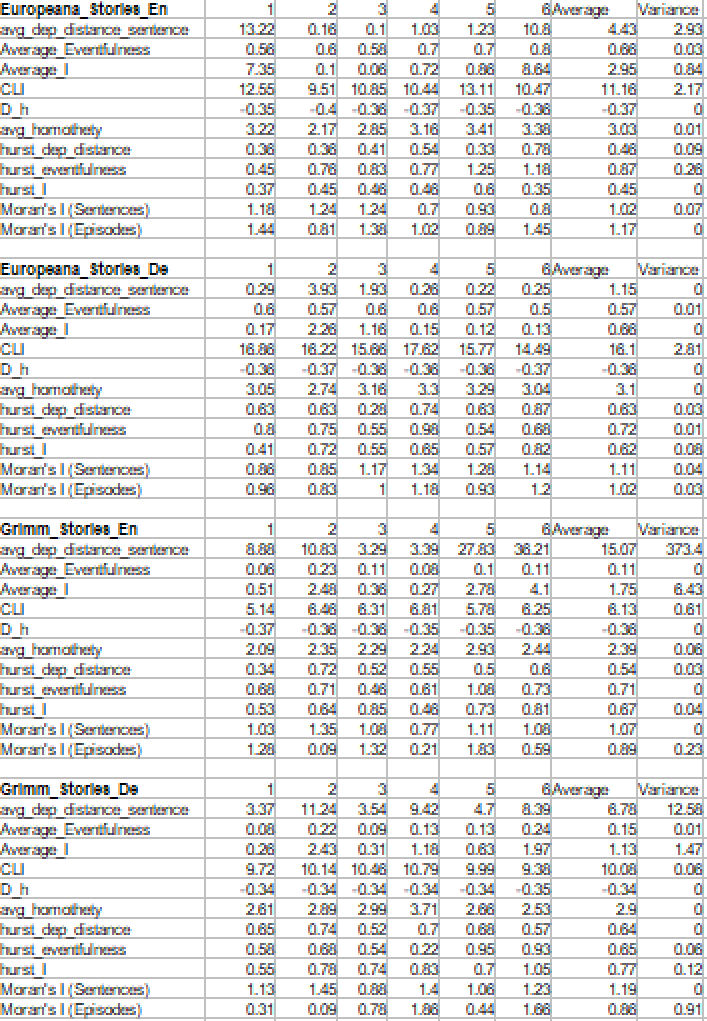 Europeana_Stories_En 1 2 3 4 5 6 Average Variance
avg_dep_distance_sentence 13.22 0.16 0.1 1.03 1.23 10.8 4.43 2.93
Average_Eventfulness 0.56 0.6 0.58 0.7 0.7 0.8 0.66 0.03
Average_I 7.35 0.1 0.06 0.72 0.86 8.64 2.95 0.84
CLI 12.55 9.51 10.85 10.44 13.11 10.47 11.16 2.17
D_h -0.35 -0.4 -0.36 -0.37 -0.35 -0.36 -0.37 0
avg_homothety 3.22 2.17 2.85 3.16 3.41 3.38 3.03 0.01
hurst_dep_distance 0.36 0.36 0.41 0.54 0.33 0.78 0.46 0.09
hurst_eventfulness 0.45 0.76 0.83 0.77 1.25 1.18 0.87 0.26
hurst_I 0.37 0.45 0.46 0.46 0.6 0.35 0.45 0
Moran's I (Sentences) 1.18 1.24 1.24 0.7 0.93 0.8 1.02 0.07
Moran's I (Episodes) 1.44 0.81 1.38 1.02 0.89 1.45 1.17 0
Europeana_Stories_De 1 2 3 4 5 6 Average Variance
avg_dep_distance_sentence 0.29 3.93 1.93 0.26 0.22 0.25 1.15 0
Average_Eventfulness 0.6 0.57 0.6 0.6 0.57 0.5 0.57 0.01
Average_I 0.17 2.26 1.16 0.15 0.12 0.13 0.66 0
CLI 16.86 16.22 15.66 17.62 15.77 14.49 16.1 2.81
D_h -0.36 -0.37 -0.36 -0.36 -0.36 -0.37 -0.36 0
avg_homothety 3.05 2.74 3.16 3.3 3.29 3.04 3.1 0
hurst_dep_distance 0.63 0.63 0.28 0.74 0.63 0.87 0.63 0.03
hurst_eventfulness 0.8 0.75 0.55 0.98 0.54 0.68 0.72 0.01
hurst_I 0.41 0.72 0.55 0.65 0.57 0.82 0.62 0.08
Moran's I (Sentences) 0.86 0.85 1.17 1.34 1.28 1.14 1.11 0.04
Moran's I (Episodes) 0.96 0.83 1 1.18 0.93 1.2 1.02 0.03
Grimm_Stories_En 1 2 3 4 5 6 Average Variance
avg_dep_distance_sentence 8.88 10.83 3.29 3.39 27.83 36.21 15.07 373.4
Average_Eventfulness 0.06 0.23 0.11 0.08 0.1 0.11 0.11 0
Average_I 0.51 2.48 0.36 0.27 2.78 4.1 1.75 6.43
CLI 5.14 6.46 6.31 6.81 5.78 6.25 6.13 0.61
D_h -0.37 -0.36 -0.36 -0.35 -0.35 -0.36 -0.36 0
avg_homothety 2.09 2.35 2.29 2.24 2.93 2.44 2.39 0.06
hurst_dep_distance 0.34 0.72 0.52 0.55 0.5 0.6 0.54 0.03
hurst_eventfulness 0.68 0.71 0.46 0.61 1.08 0.73 0.71 0
hurst_I 0.53 0.64 0.85 0.46 0.73 0.81 0.67 0.04
Moran's I (Sentences) 1.03 1.35 1.08 0.77 1.11 1.08 1.07 0
Moran's I (Episodes) 1.28 0.09 1.32 0.21 1.83 0.59 0.89 0.23
Grimm_Stories_De 1 2 3 4 5 6 Average Variance
avg_dep_distance_sentence 3.37 11.24 3.54 9.42 4.7 8.39 6.78 12.58
Average_Eventfulness 0.08 0.22 0.09 0.13 0.13 0.24 0.15 0.01
Average_I 0.26 2.43 0.31 1.18 0.63 1.97 1.13 1.47
CLI 9.72 10.14 10.46 10.79 9.99 9.38 10.08 0.06
D_h -0.34 -0.34 -0.34 -0.34 -0.34 -0.35 -0.34 0
avg_homothety 2.61 2.89 2.99 3.71 2.66 2.53 2.9 0
hurst_dep_distance 0.65 0.74 0.52 0.7 0.68 0.57 0.64 0
hurst_eventfulness 0.58 0.68 0.54 0.22 0.95 0.93 0.65 0.06
hurst_I 0.55 0.78 0.74 0.83 0.7 1.05 0.77 0.12
Moran's I (Sentences) 1.13 1.45 0.88 1.4 1.06 1.23 1.19 0
Moran's I (Episodes) 0.31 0.09 0.78 1.86 0.44 1.66 0.86 0.91